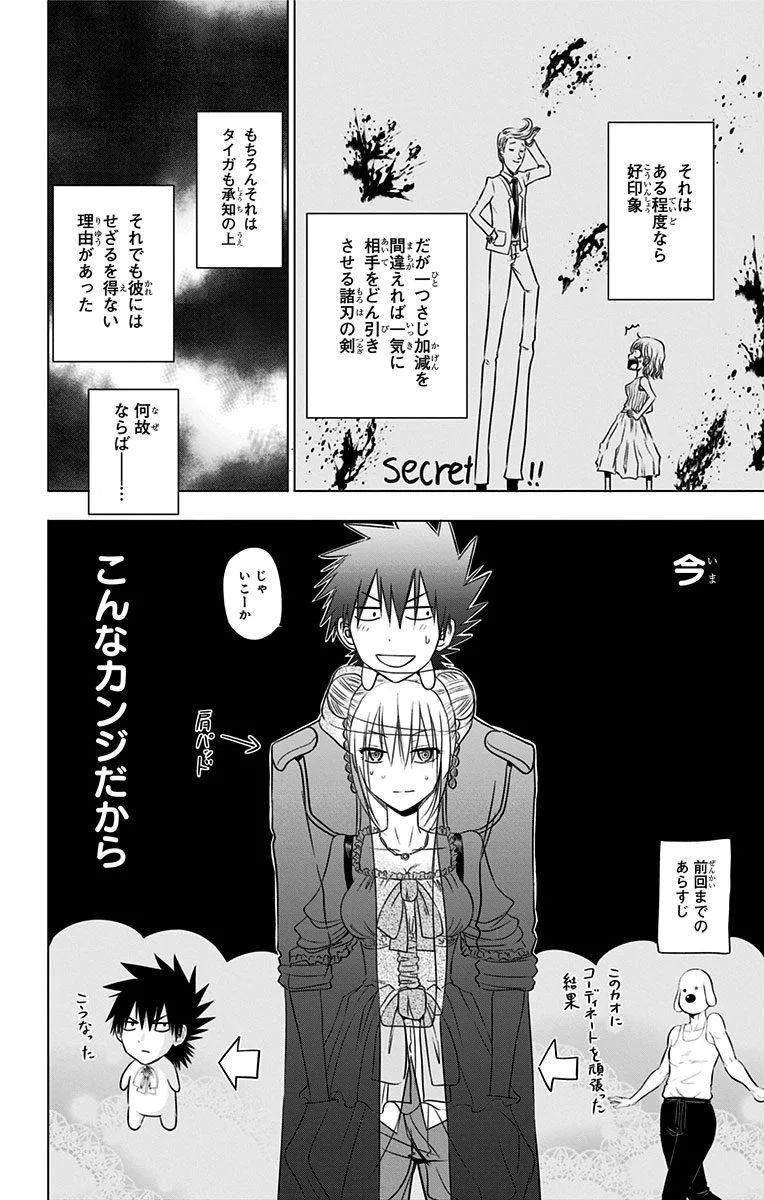 それは
ある程度なら
好印象
だが一つさじ加減を
間違えれば一気に
相手をどん引き
させる諸刃の剣
Secret!!
もちろんそれは
タイガも承知の上
それでも彼には
せざるを得ない
理由があった
何故
ならば――…
今
じゃ
いこーか
肩パッド
こんなカンジだから
前回までの
あらすじ
このカオに
コーディネートを頑張った
結果
こうなった